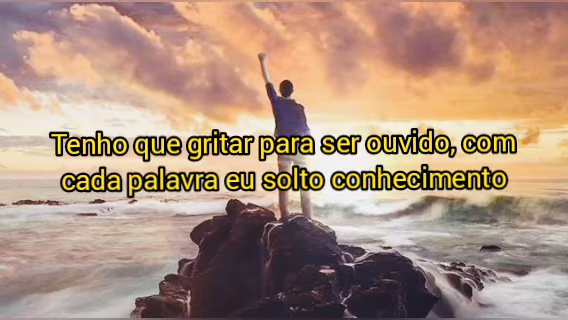 Tenho que gritar para ser ouvido, com
cada palavra eu solto conhecimento